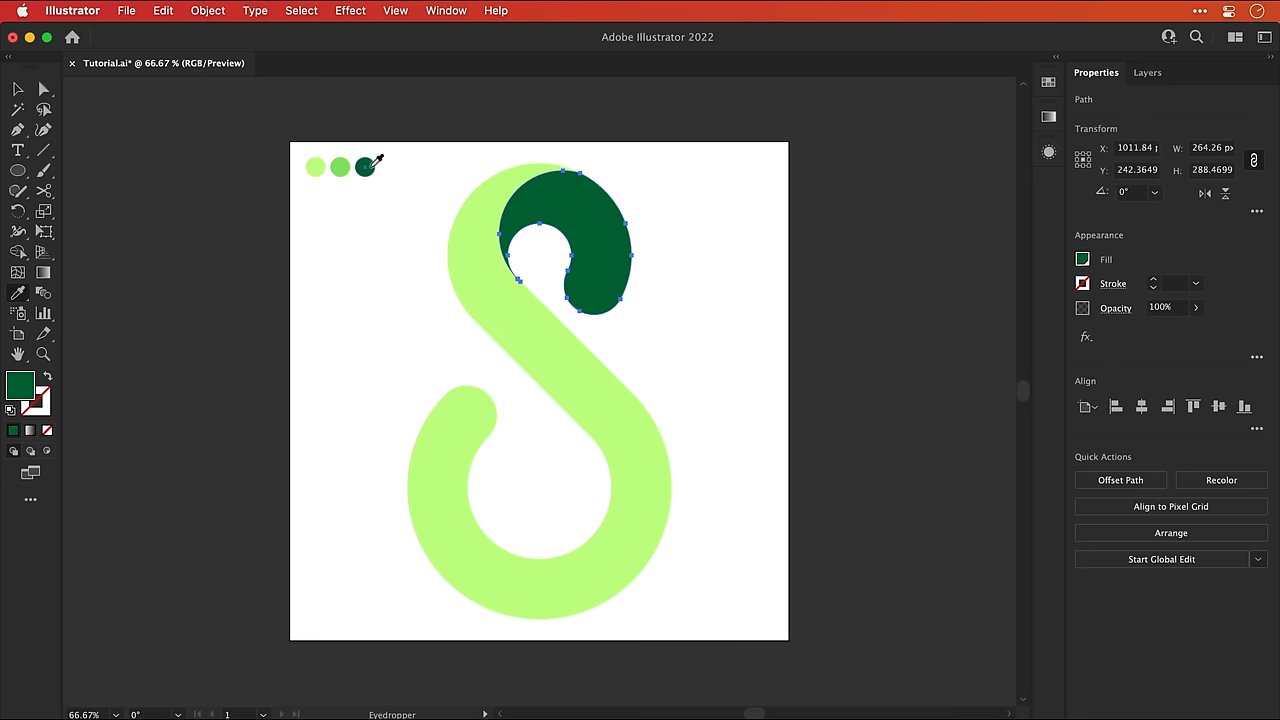 Illustrator File Edit Object Type Select Effect View Window Help
Adobe Illustrator 2022
Tutorial.ai* @ 66.67 % (RGB/Preview)
Properties Layers
Path
Transform
X: 1011.84 p W: 264.26 px
Y: 242.3649 H: 288.4699
0°
Appearance
Fill
Stroke
Opacity 100%
fx
Align
Quick Actions
Offset Path Recolor
Align to Pixel Grid
Arrange
Start Global Edit
66.67% 0° 1 Eyedropper